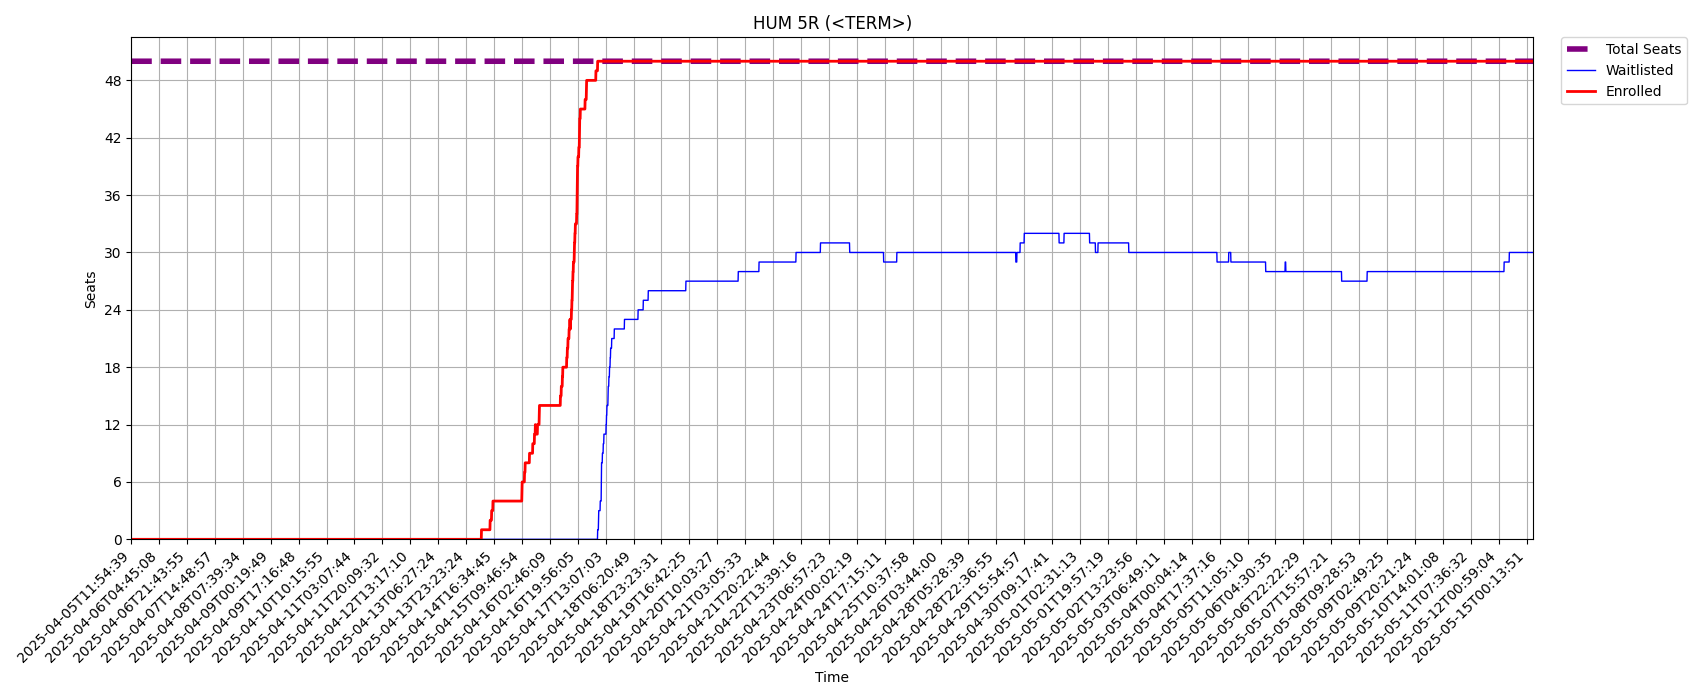 HUM 5R (<TERM>)
Total Seats
Waitlisted
Enrolled
48
42
36
30
24
18
12
6
0
Seats
2025-04-05T11:54:39
2025-04-06T04:45:08
2025-04-06T21:43:55
2025-04-07T14:48:57
2025-04-08T07:39:34
2025-04-09T00:19:49
2025-04-09T17:16:48
2025-04-10T10:15:55
2025-04-11T03:07:44
2025-04-11T20:09:32
2025-04-12T13:17:10
2025-04-13T06:27:24
2025-04-13T23:23:24
2025-04-14T16:34:45
2025-04-15T09:46:54
2025-04-16T02:46:09
2025-04-16T19:56:05
2025-04-17T13:07:03
2025-04-18T06:20:49
2025-04-18T23:23:31
2025-04-19T16:42:25
2025-04-20T10:03:27
2025-04-21T03:05:33
2025-04-21T20:22:44
2025-04-22T13:39:16
2025-04-23T06:57:23
2025-04-24T00:02:19
2025-04-24T17:15:11
2025-04-25T10:37:58
2025-04-26T03:44:00
2025-04-28T05:28:39
2025-04-28T22:36:55
2025-04-29T15:54:57
2025-04-30T09:17:41
2025-05-01T02:31:13
2025-05-01T19:57:19
2025-05-02T13:23:56
2025-05-03T06:49:11
2025-05-04T00:04:14
2025-05-04T17:37:16
2025-05-05T11:05:10
2025-05-06T04:30:35
2025-05-06T22:22:29
2025-05-07T15:57:21
2025-05-08T09:28:53
2025-05-09T02:49:25
2025-05-09T20:21:24
2025-05-10T14:01:08
2025-05-11T07:36:32
2025-05-12T00:59:04
2025-05-15T00:13:51
Time